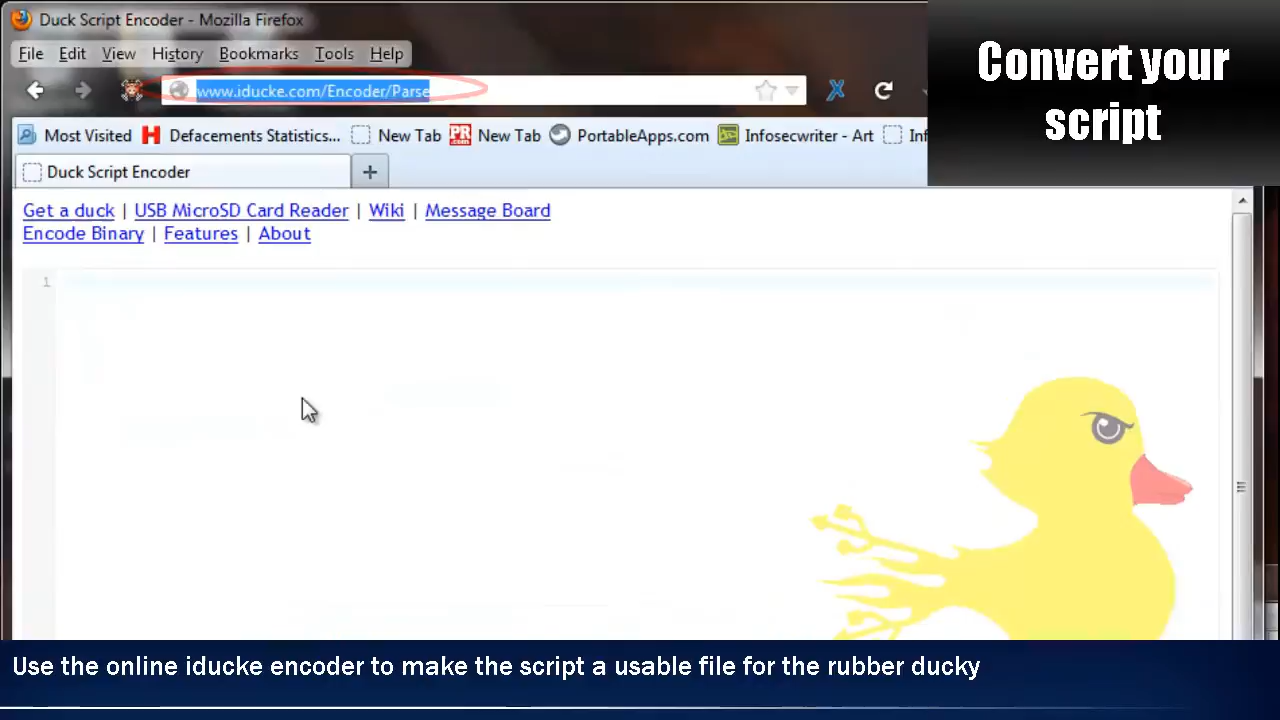 Duck Script Encoder - Mozilla Firefox
Convert your
script
File Edit View History Bookmarks Tools Help
www.iducke.com/Encoder/Parse
Most Visited Defacements Statistics... New Tab PR .com New Tab PortableApps.com Infosecwriter - Art Inf
Duck Script Encoder +
Get a duck | USB MicroSD Card Reader | Wiki | Message Board
Encode Binary | Features | About
1
Use the online iducke encoder to make the script a usable file for the rubber ducky